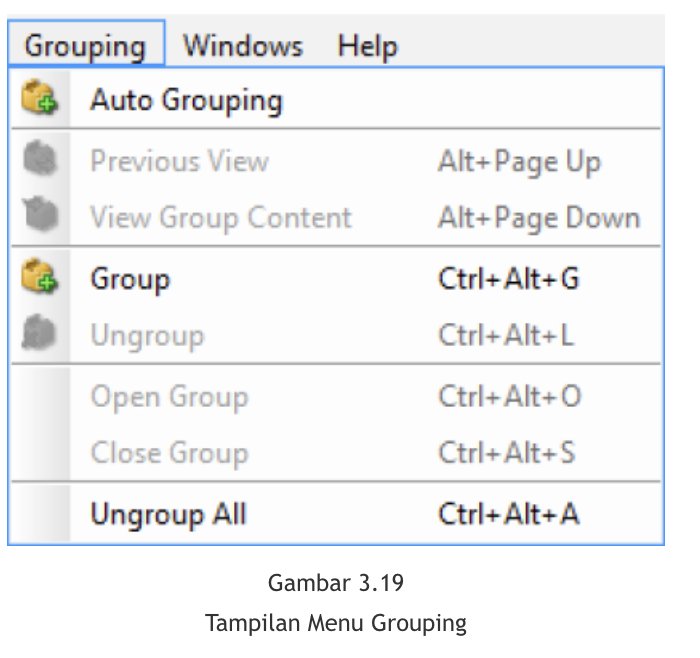 Grouping Windows Help
Auto Grouping
Previous View Alt+Page Up
View Group Content Alt+Page Down
Group Ctrl+Alt+G
Ungroup Ctrl+Alt+L
Open Group Ctrl+Alt+O
Close Group Ctrl+Alt+S
Ungroup All Ctrl+Alt+A
Gambar 3.19
Tampilan Menu Grouping